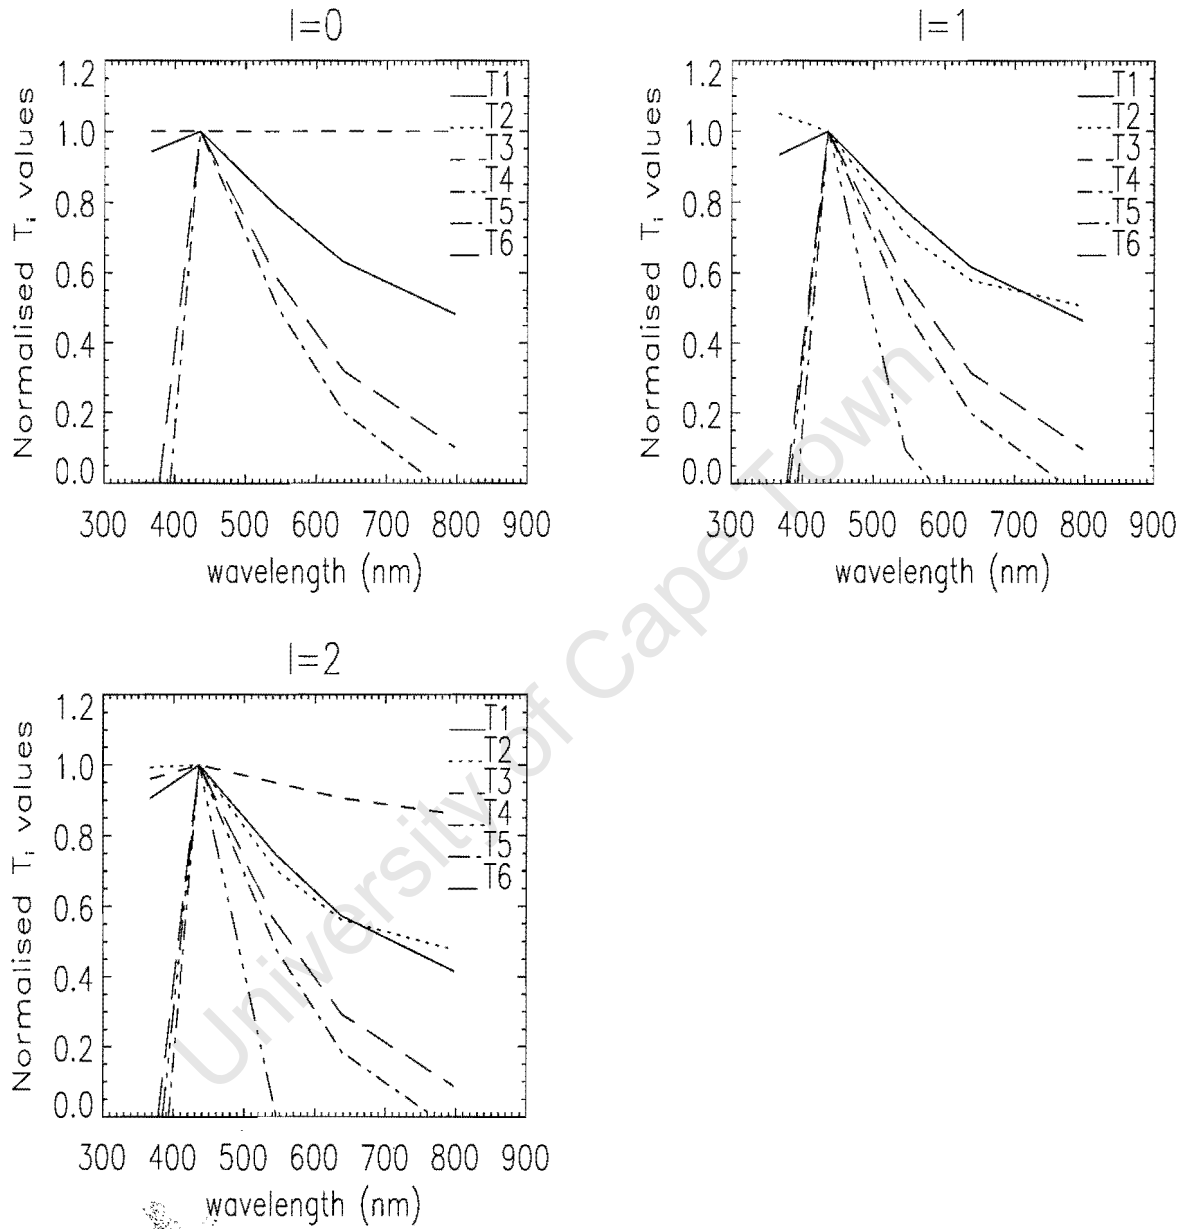 l=0
Normalised Ti values
1.2
1.0
0.8
0.6
0.4
0.2
0.0
T1
T2
T3
T4
T5
T6
300 400 500 600 700 800 900
wavelength (nm)
l=1
Normalised Ti values
1.2
1.0
0.8
0.6
0.4
0.2
0.0
T1
T2
T3
T4
T5
T6
300 400 500 600 700 800 900
wavelength (nm)
l=2
Normalised Ti values
1.2
1.0
0.8
0.6
0.4
0.2
0.0
T1
T2
T3
T4
T5
T6
300 400 500 600 700 800 900
wavelength (nm)
University of Cape Town